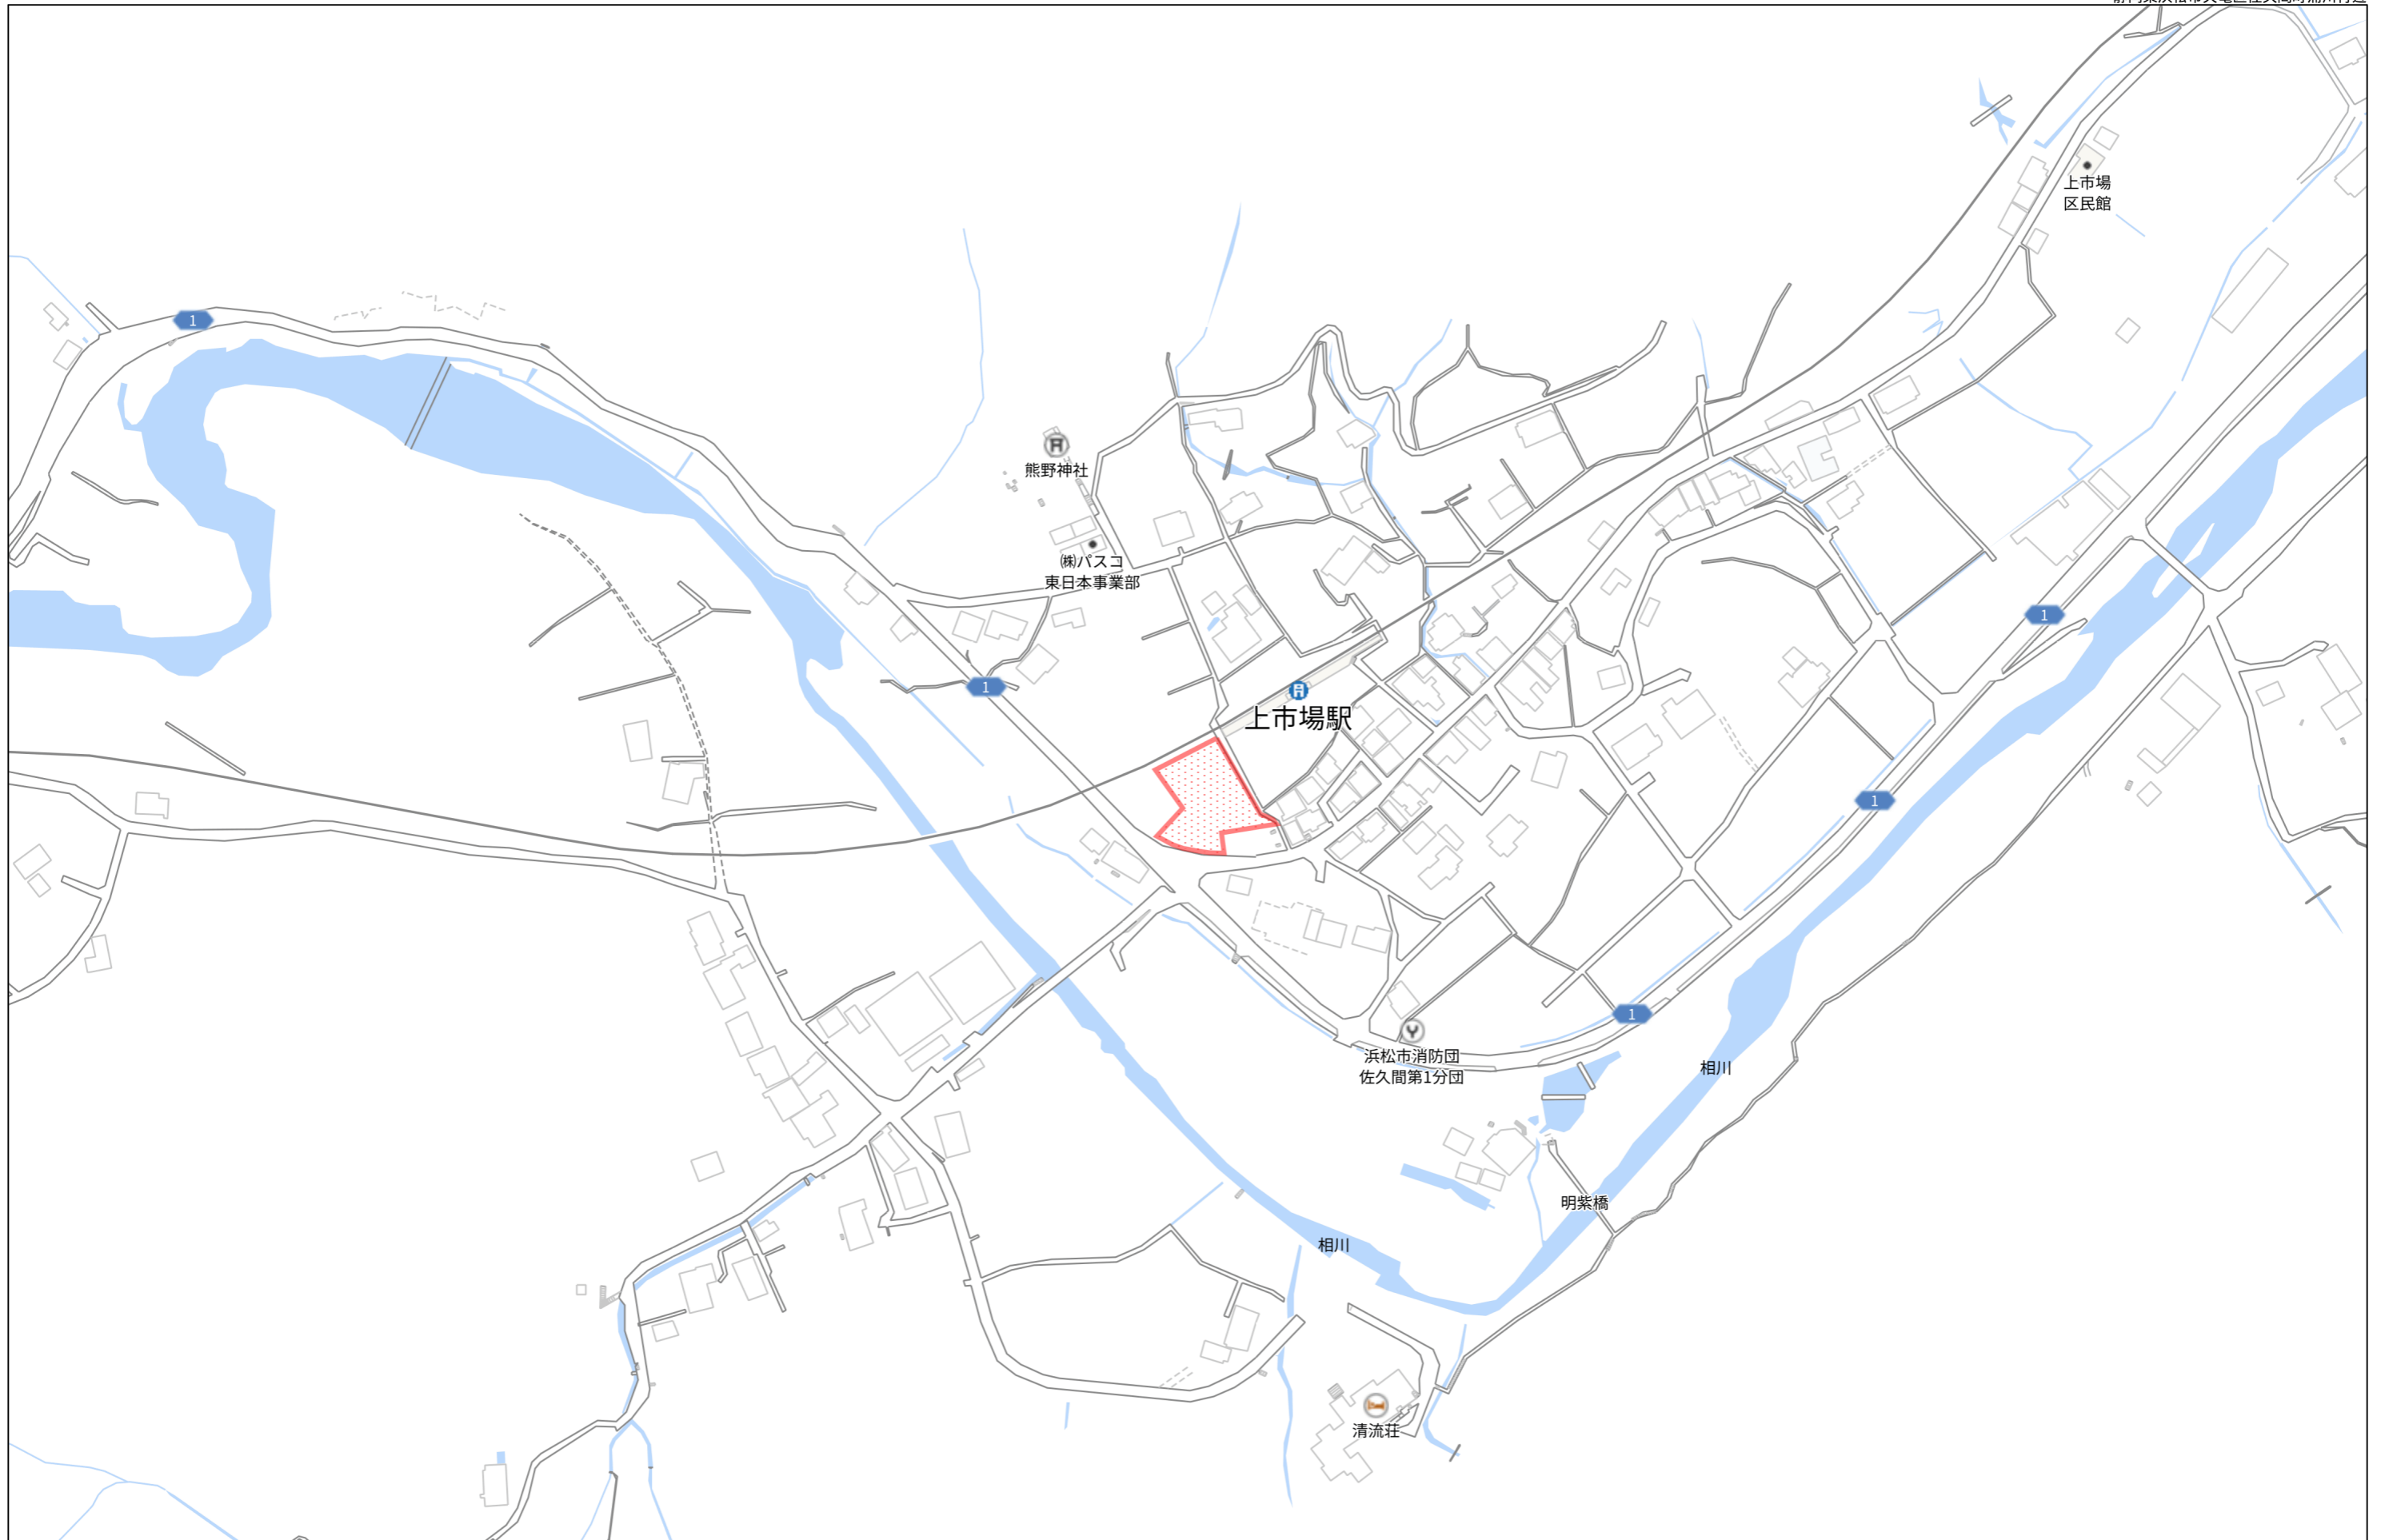 上市場
区民館
1
熊野神社
㈱パスコ
東日本事業部
1
1
上市場駅
1
1
浜松市消防団
佐久間第1分団
相川
明紫橋
相川
清流荘